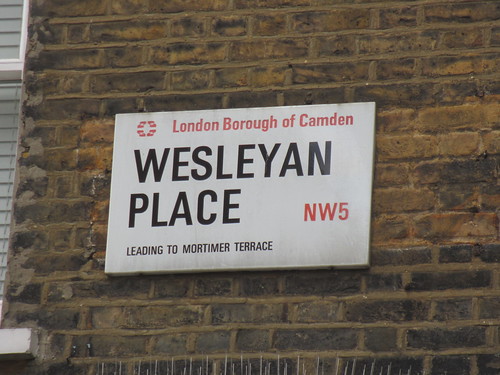 London Borough of Camden
WESLEYAN
PLACE NW5
LEADING TO MORTIMER TERRACE